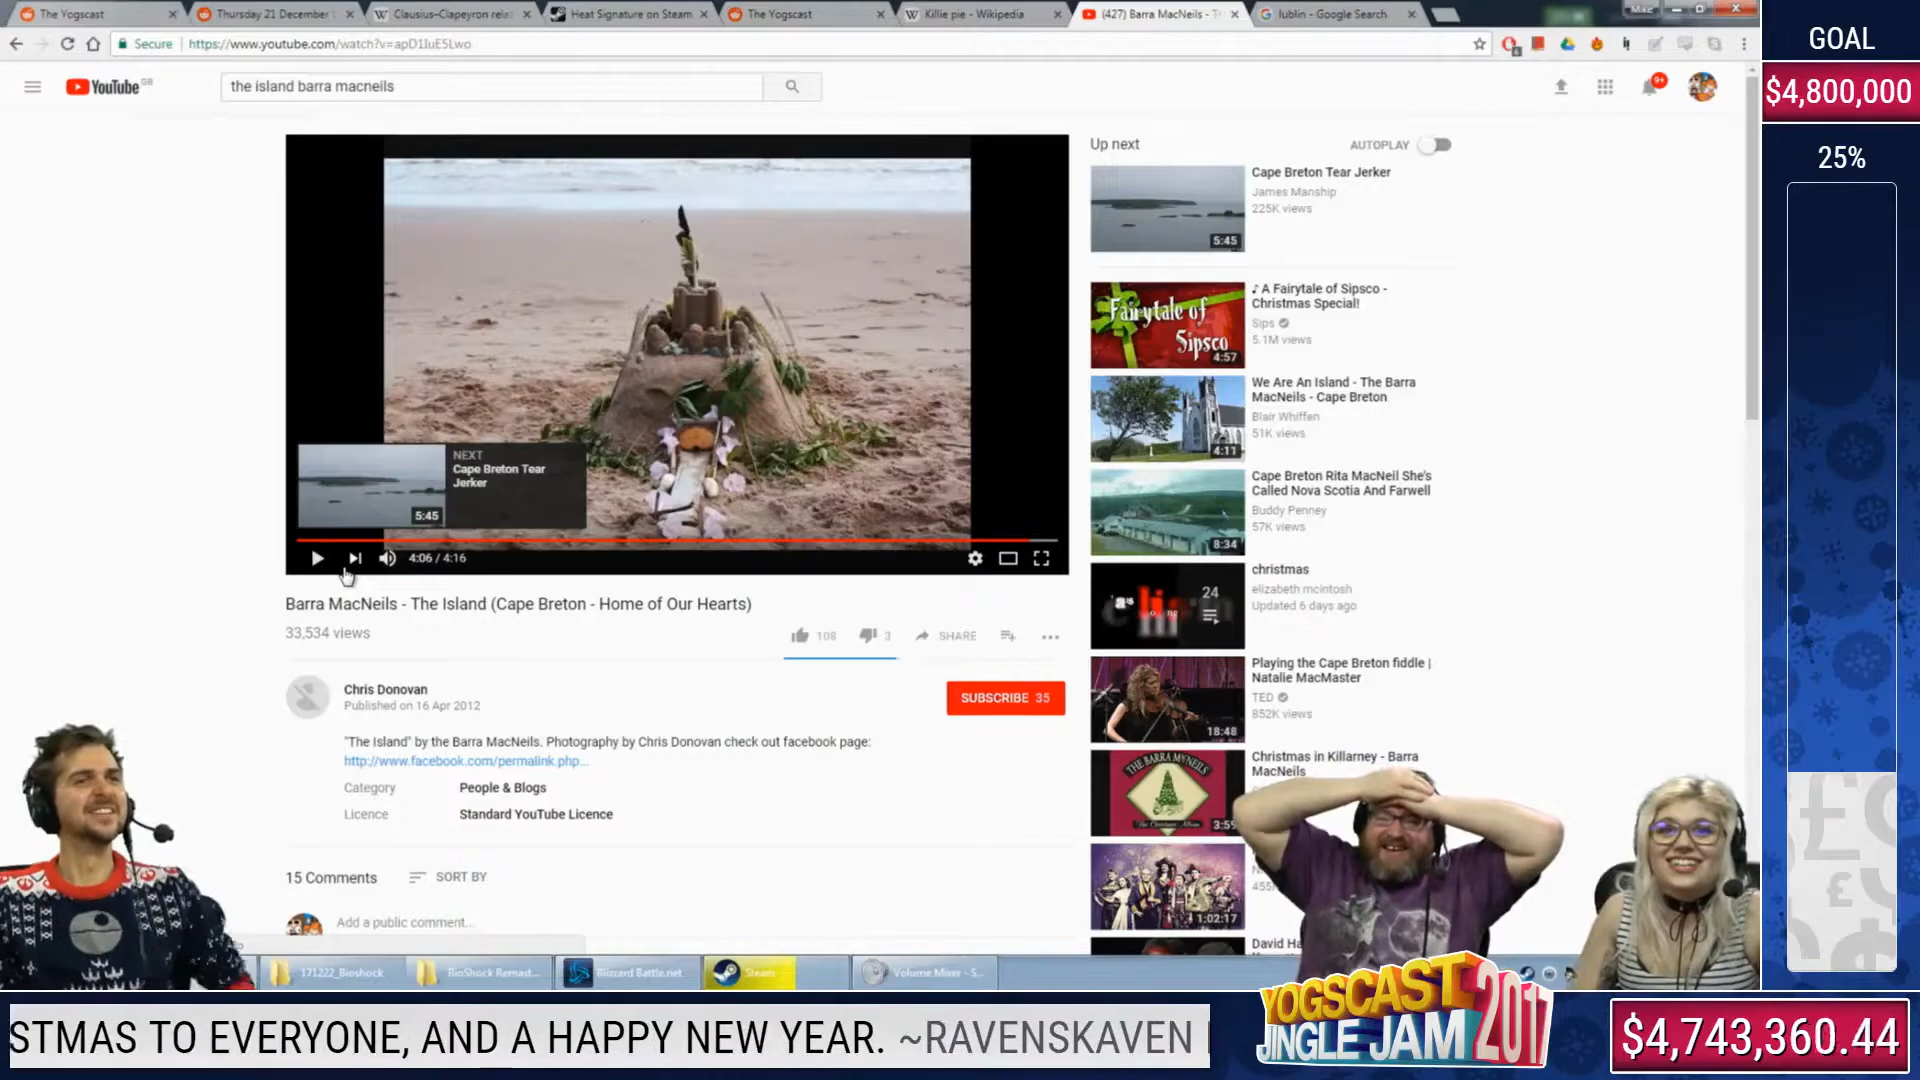 The Yogscast
Thursday 21 December
Clausius–Clapeyron rela
Heat Signature on Steam
The Yogscast
Killie pie - Wikipedia
(427) Barra MacNeils - T
lublin - Google Search
Mike
Secure
https://www.youtube.com/watch?v=apD1IuE5Lwo
YouTube GB
the island barra macneils
9+
GOAL
$4,800,000
25%
Up next
AUTOPLAY
Cape Breton Tear Jerker
James Manship
225K views
5:45
Fairytale of
Sipsco
4:57
♪ A Fairytale of Sipsco -
Christmas Special!
Sips
5.1M views
We Are An Island - The Barra
MacNeils - Cape Breton
Blair Whiffen
51K views
4:11
Cape Breton Rita MacNeil She's
Called Nova Scotia And Farwell
Buddy Penney
57K views
8:34
christmas
elizabeth mcintosh
Updated 6 days ago
24
Playing the Cape Breton fiddle |
Natalie MacMaster
TED
852K views
18:48
Christmas in Killarney - Barra
MacNeils
THE BARRA MACNEILS
3:59
1:02:17
David Ha
NEXT
Cape Breton Tear
Jerker
5:45
4:06 / 4:16
Barra MacNeils - The Island (Cape Breton - Home of Our Hearts)
33,534 views
108
3
SHARE
Chris Donovan
Published on 16 Apr 2012
SUBSCRIBE 35
"The Island" by the Barra MacNeils. Photography by Chris Donovan check out facebook page:
http://www.facebook.com/permalink.php...
Category People & Blogs
Licence Standard YouTube Licence
15 Comments
SORT BY
Add a public comment...
171222_Bioshock
BioShock Remast...
Blizzard Battle.net
Steam
Volume Mixer - S...
STMAS TO EVERYONE, AND A HAPPY NEW YEAR. ~RAVENSKAVEN
YOGSCAST
JINGLE JAM 2017
$4,743,360.44